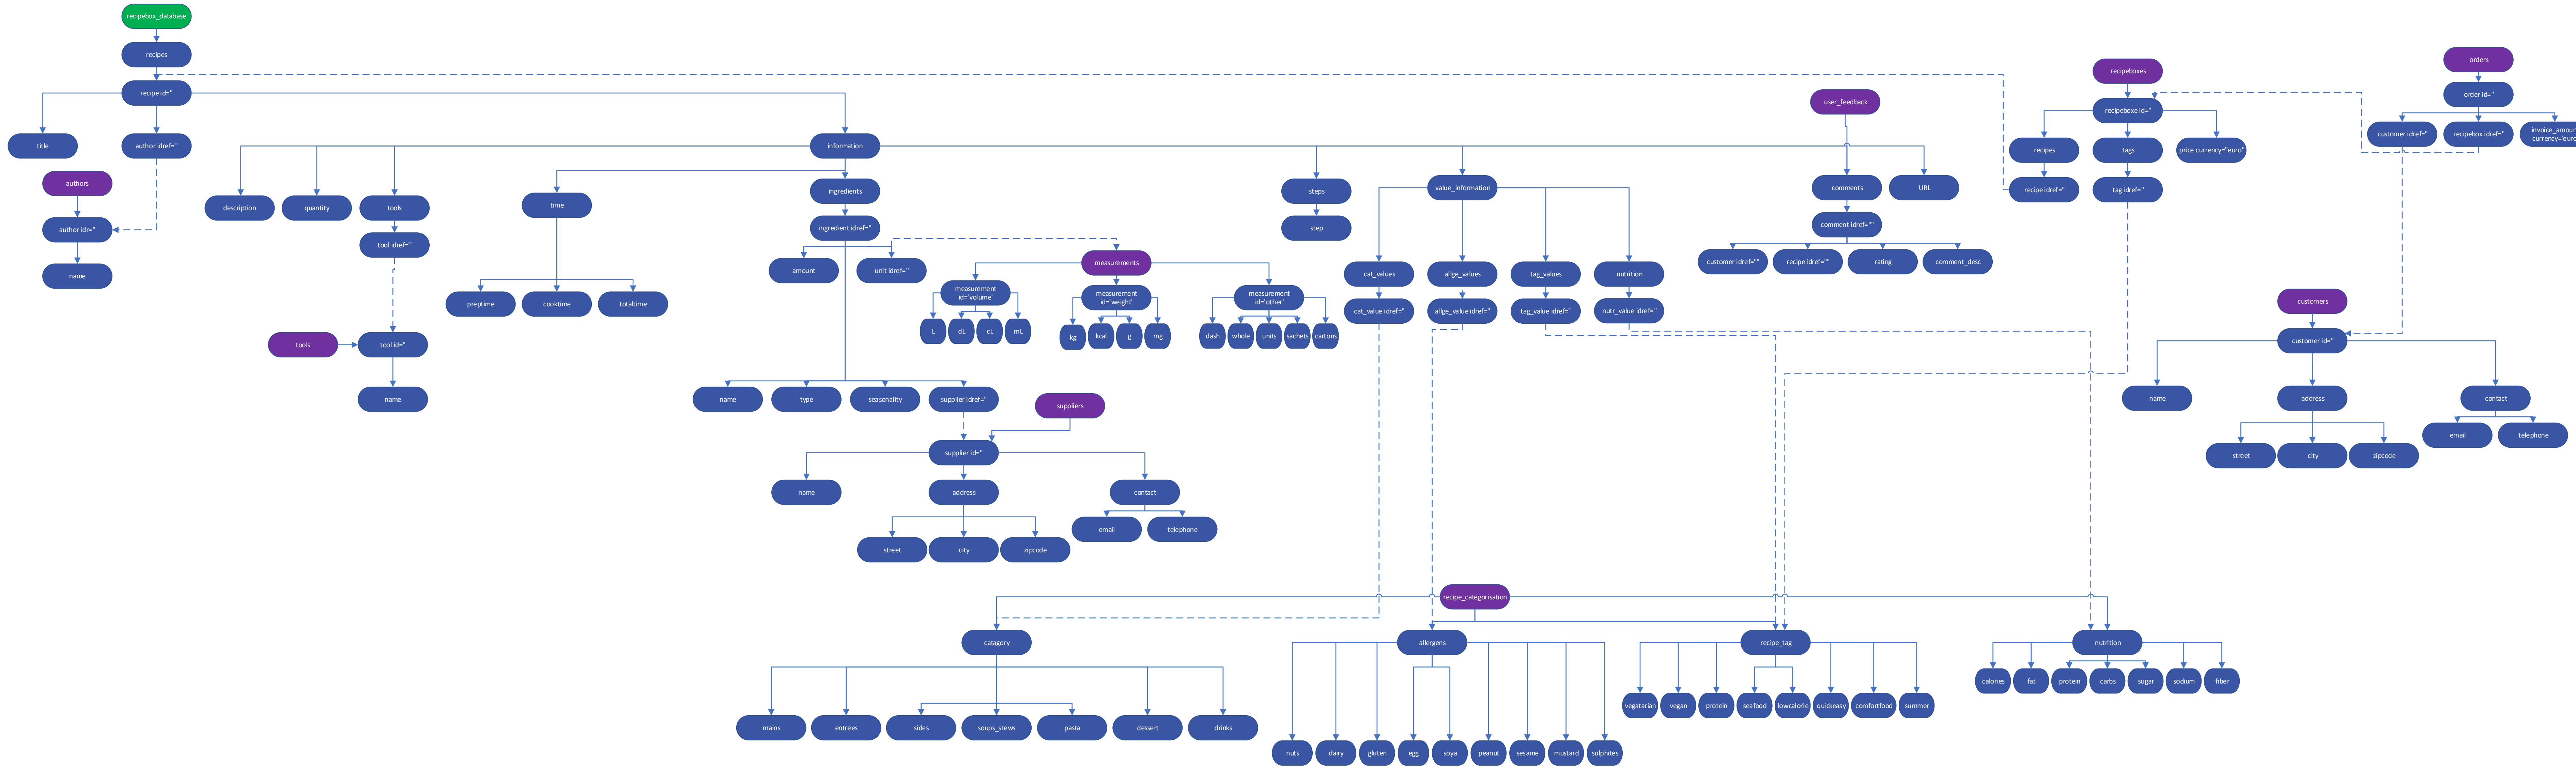 recipebox_database
recipes
orders
recipeboxes
recipe id=''
order id=''
user_feedback
recipeboxe id=''
title
author idref=''
information
customer idref=''
recipebox idref=''
invoice_amoun
currency='euro
recipes
tags
price currency="euro"
authors
ingredients
steps
value_information
comments
URL
recipe idref=''
tag idref=''
description
quantity
tools
time
author idr=''
ingredient idref=''
step
comment idref=""
tool idref=''
name
amount
unit idref=''
measurements
cat_values
allge_values
tag_values
nutrition
customer idref=""
recipe idref=""
rating
comment_desc
preptime
cooktime
totaltime
measurement
id='volume'
measurement
id='weight'
measurement
id='other'
cat_value idref=''
allge_value idref=''
tag_value idref=''
nutr_value idref=''
customers
L
dL
cL
mL
kg
kcal
g
mg
dash
whole
units
sachets
cartons
tools
tool id=''
customer id=''
name
name
type
seasonality
supplier idref=''
suppliers
name
address
contact
street
city
zipcode
email
telephone
supplier id=''
name
address
contact
email
telephone
street
city
zipcode
recipe_categorisation
catagory
allergens
recipe_tag
nutrition
calories
fat
protein
carbs
sugar
sodium
fiber
vegatarian
vegan
protein
seafood
lowcalorie
quickeasy
comfortfood
summer
mains
entrees
sides
soups_stews
pasta
dessert
drinks
nuts
dairy
gluten
egg
soya
peanut
sesame
mustard
sulphites